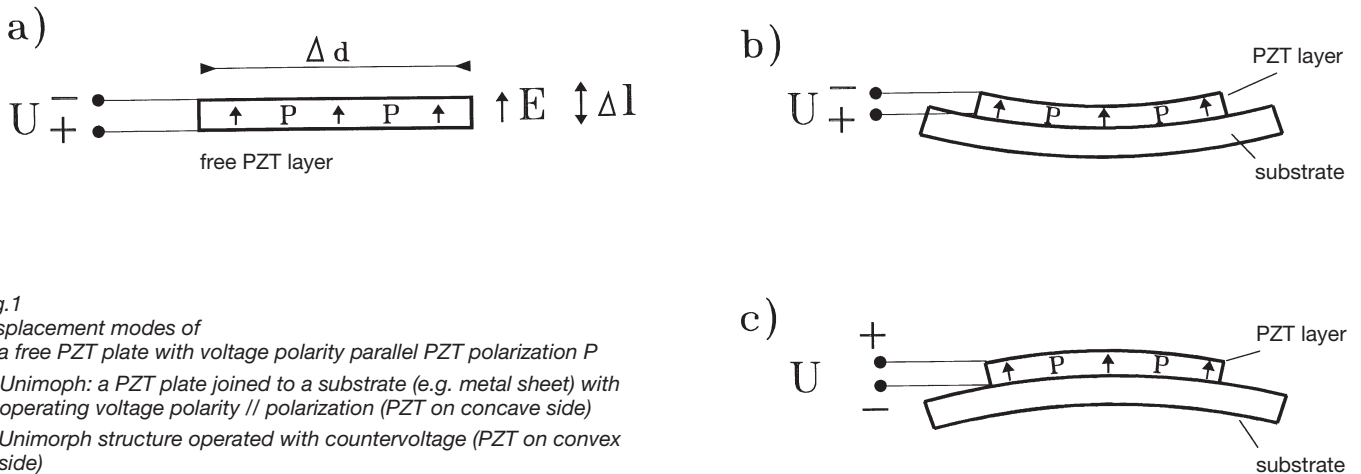 a)
Δ d
U
−
+
P P
E Δl
free PZT layer
b)
PZT layer
U
−
+
P P
substrate
g.1
splacement modes of
a free PZT plate with voltage polarity parallel PZT polarization P
Unimoph: a PZT plate joined to a substrate (e.g. metal sheet) with
operating voltage polarity // polarization (PZT on concave side)
Unimorph structure operated with countervoltage (PZT on convex
side)
c)
+
PZT layer
U
P P
−
substrate